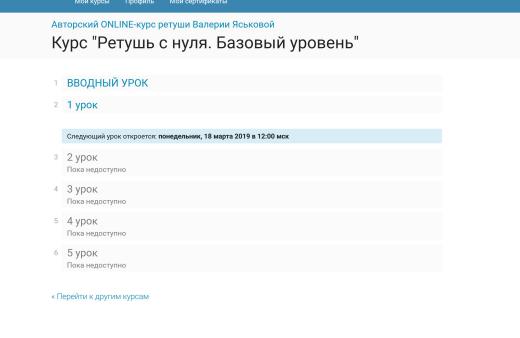 Мои курсы Профиль Мои сертификаты
Авторский ONLINE-курс ретуши Валерии Яськовой
Курс "Ретушь с нуля. Базовый уровень"
1 ВВОДНЫЙ УРОК
2 1 урок
Следующий урок откроется: понедельник, 18 марта 2019 в 12:00 мск
3 2 урок
Пока недоступно
4 3 урок
Пока недоступно
5 4 урок
Пока недоступно
6 5 урок
Пока недоступно
« Перейти к другим курсам